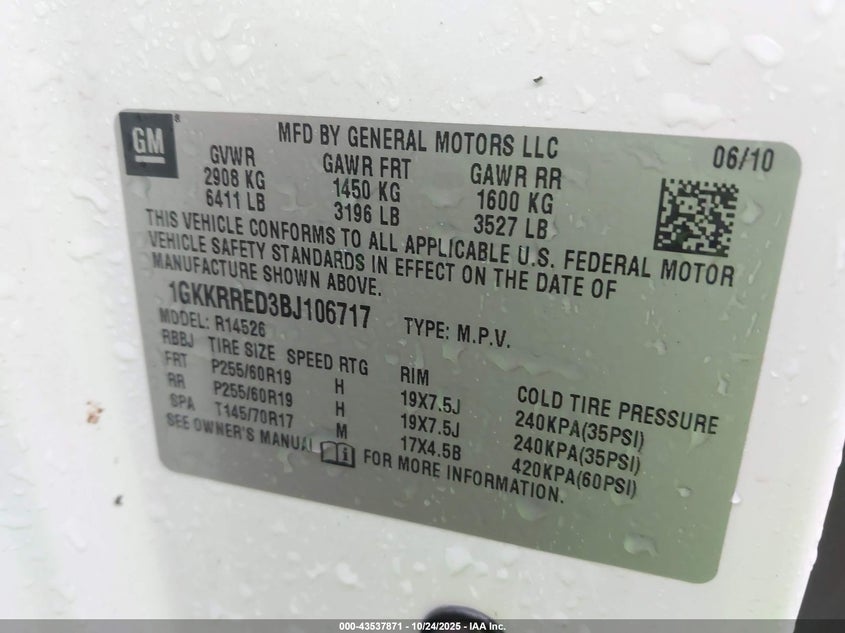 GM
MFD BY GENERAL MOTORS LLC 06/10
GVWR GAWR FRT GAWR RR
2908 KG 1450 KG 1600 KG
6411 LB 3196 LB 3527 LB
THIS VEHICLE CONFORMS TO ALL APPLICABLE U.S. FEDERAL MOTOR
VEHICLE SAFETY STANDARDS IN EFFECT ON THE DATE OF
MANUFACTURE SHOWN ABOVE.
1GKKRRED3BJ106717 TYPE: M.P.V.
MODEL: R14526
RBBJ TIRE SIZE SPEED RTG RIM COLD TIRE PRESSURE
FRT P255/60R19 H 19X7.5J 240KPA(35PSI)
RR P255/60R19 H 19X7.5J 240KPA(35PSI)
SPA T145/70R17 M 17X4.5B 420KPA(60PSI)
SEE OWNER'S MANUAL FOR MORE INFORMATION.
000-43537871 - 10/24/2025 - IAA Inc.